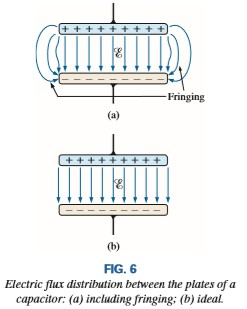 + + + + + + + + +
ℰ
– – – – – – – – –
Fringing
(a)
+ + + + + + + + +
ℰ
– – – – – – – – –
(b)
FIG. 6
Electric flux distribution between the plates of a
capacitor: (a) including fringing; (b) ideal.